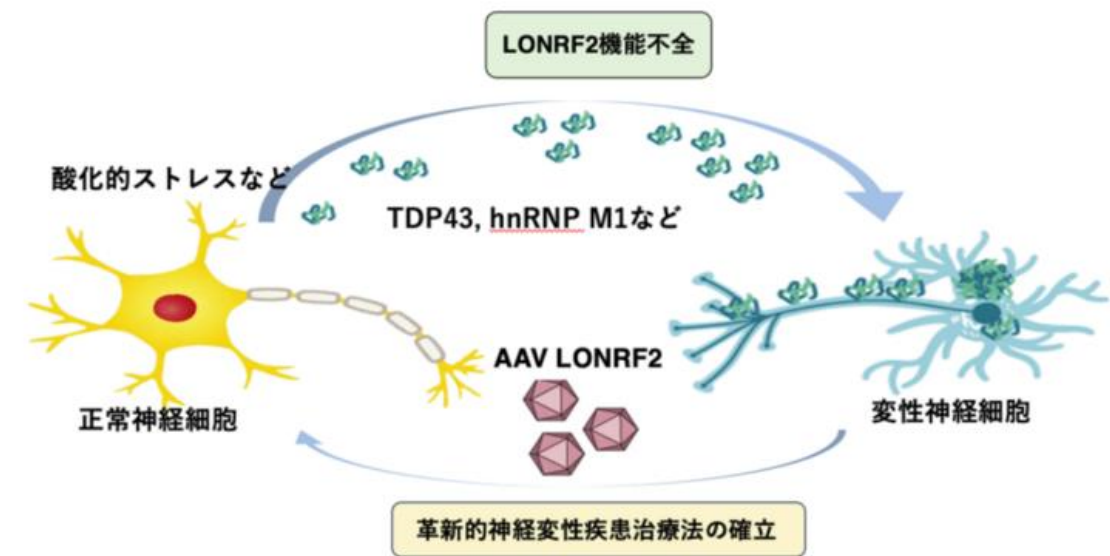 LONRF2機能不全
酸化的ストレスなど
TDP43, hnRNP M1など
AAV LONRF2
正常神経細胞
変性神経細胞
革新的神経変性疾患治療法の確立